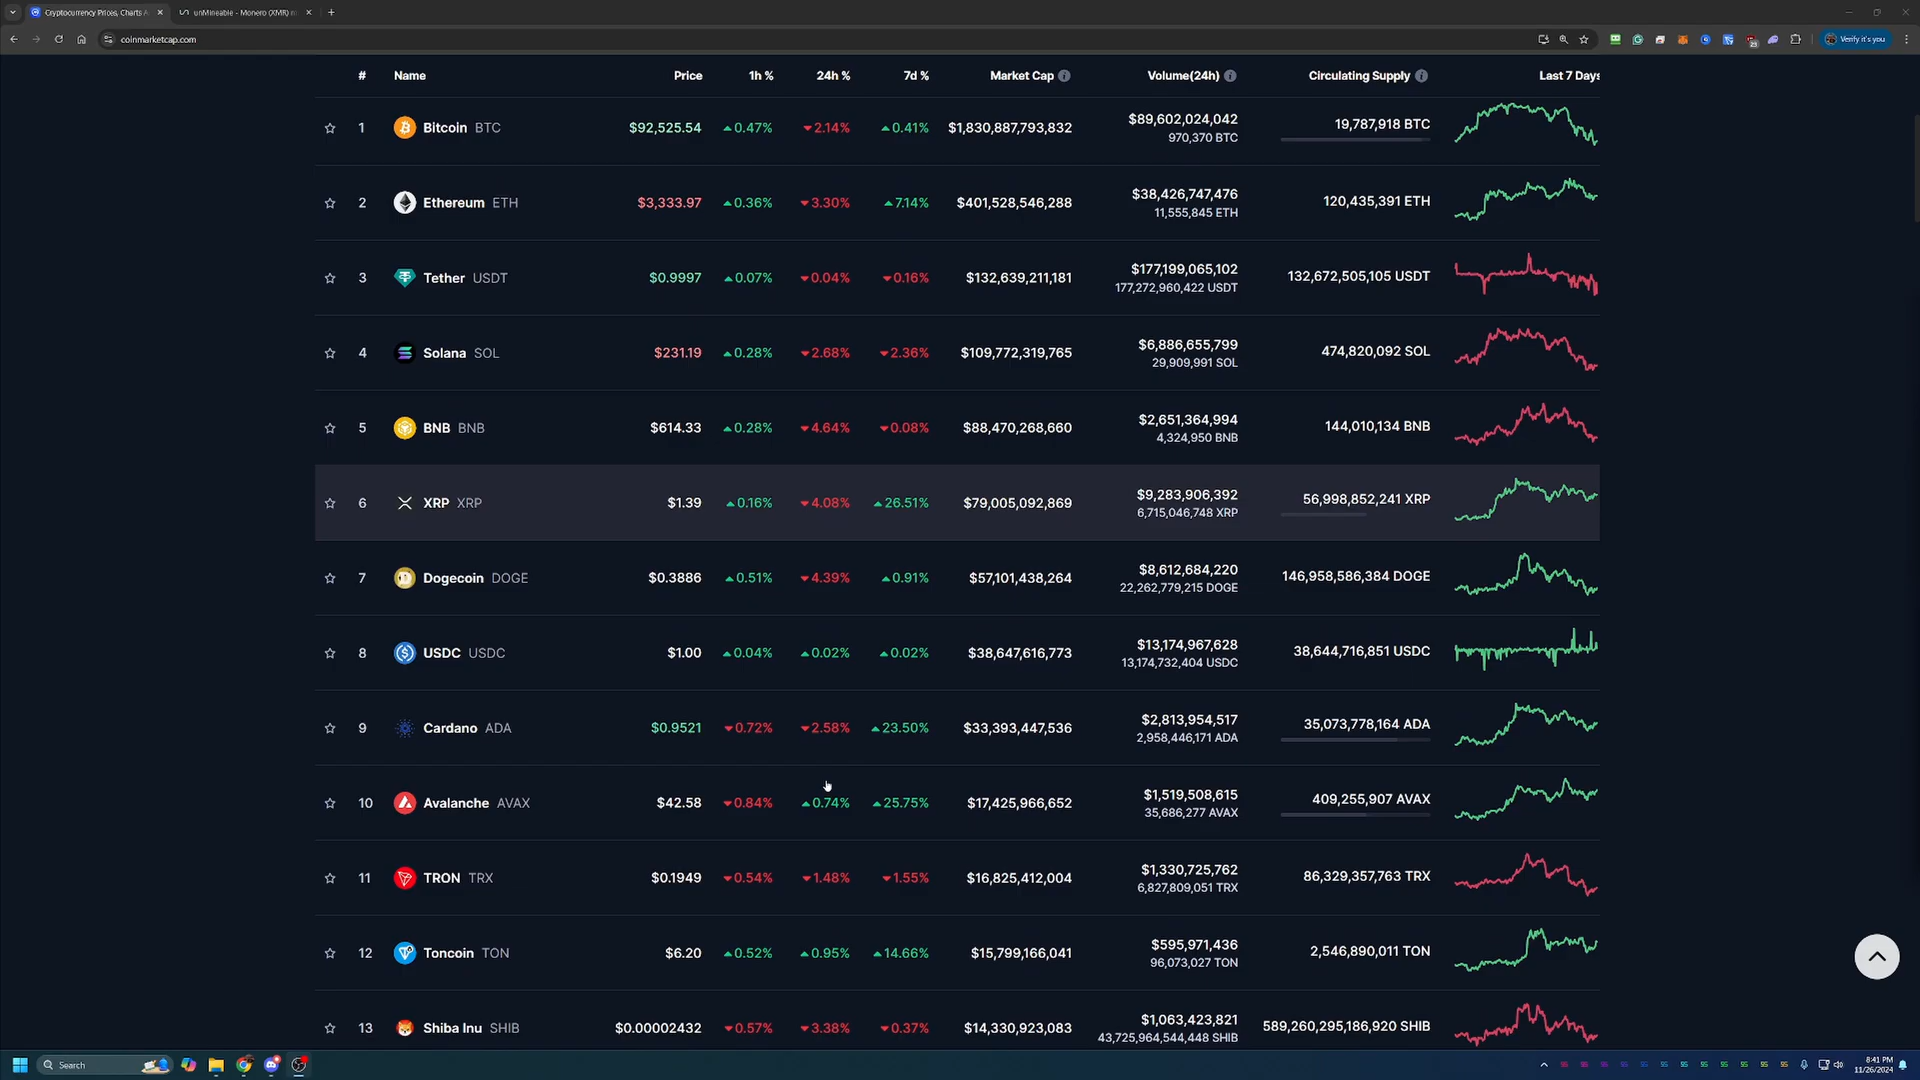 Cryptocurrency Prices, Charts A
unMineable - Monero (XMR) mi
coinmarketcap.com
Verify it's you
# Name Price 1h % 24h % 7d % Market Cap Volume(24h) Circulating Supply Last 7 Days
1 Bitcoin BTC $92,525.54 0.47% 2.14% 0.41% $1,830,887,793,832 $89,602,024,042 19,787,918 BTC
970,370 BTC
2 Ethereum ETH $3,333.97 0.36% 3.30% 7.14% $401,528,546,288 $38,426,747,476 120,435,391 ETH
11,555,845 ETH
3 Tether USDT $0.9997 0.07% 0.04% 0.16% $132,639,211,181 $177,199,065,102 132,672,505,105 USDT
177,272,960,422 USDT
4 Solana SOL $231.19 0.28% 2.68% 2.36% $109,772,319,765 $6,886,655,799 474,820,092 SOL
29,909,991 SOL
5 BNB BNB $614.33 0.28% 4.64% 0.08% $88,470,268,660 $2,651,364,994 144,010,134 BNB
4,324,950 BNB
6 XRP XRP $1.39 0.16% 4.08% 26.51% $79,005,092,869 $9,283,906,392 56,998,852,241 XRP
6,715,046,748 XRP
7 Dogecoin DOGE $0.3886 0.51% 4.39% 0.91% $57,101,438,264 $8,612,684,220 146,958,586,384 DOGE
22,262,779,215 DOGE
8 USDC USDC $1.00 0.04% 0.02% 0.02% $38,647,616,773 $13,174,967,628 38,644,716,851 USDC
13,174,732,404 USDC
9 Cardano ADA $0.9521 0.72% 2.58% 23.50% $33,393,447,536 $2,813,954,517 35,073,778,164 ADA
2,958,446,171 ADA
10 Avalanche AVAX $42.58 0.84% 0.74% 25.75% $17,425,966,652 $1,519,508,615 409,255,907 AVAX
35,686,277 AVAX
11 TRON TRX $0.1949 0.54% 1.48% 1.55% $16,825,412,004 $1,330,725,762 86,329,357,763 TRX
6,827,809,051 TRX
12 Toncoin TON $6.20 0.52% 0.95% 14.66% $15,799,166,041 $595,971,436 2,546,890,011 TON
96,073,027 TON
13 Shiba Inu SHIB $0.00002432 0.57% 3.38% 0.37% $14,330,923,083 $1,063,423,821 589,260,295,186,920 SHIB
43,725,964,544,448 SHIB
Search
8:41 PM
11/26/2024